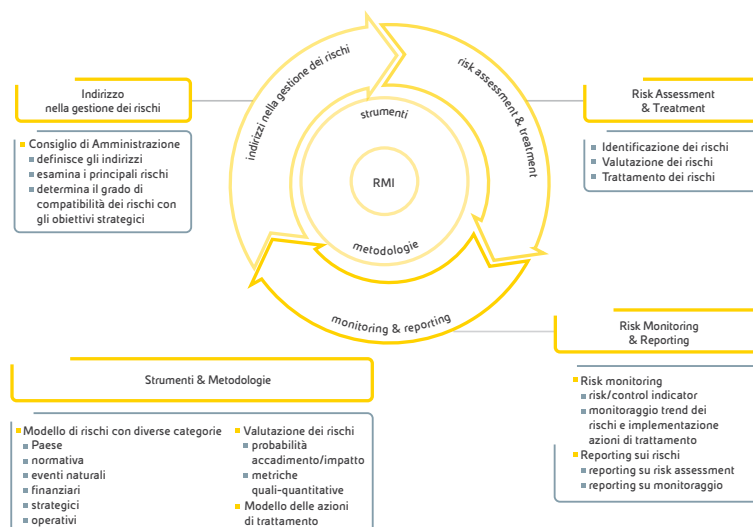 Indirizzo
nella gestione dei rischi
Consiglio di Amministrazione
definisce gli indirizzi
esamina i principali rischi
determina il grado di
compatibilità dei rischi con
gli obiettivi strategici
indirizzi nella gestione dei rischi
risk assessment & treatment
strumenti
RMI
metodologie
monitoring & reporting
Risk Assessment
& Treatment
Identificazione dei rischi
Valutazione dei rischi
Trattamento dei rischi
Risk Monitoring
& Reporting
Risk monitoring
risk/control indicator
monitoraggio trend dei
rischi e implementazione
azioni di trattamento
Reporting sui rischi
reporting su risk assessment
reporting su monitoraggio
Strumenti & Metodologie
Modello di rischi con diverse categorie
Paese
normativa
eventi naturali
finanziari
strategici
operativi
Valutazione dei rischi
probabilità
accadimento/impatto
metriche
quali-quantitative
Modello delle azioni
di trattamento